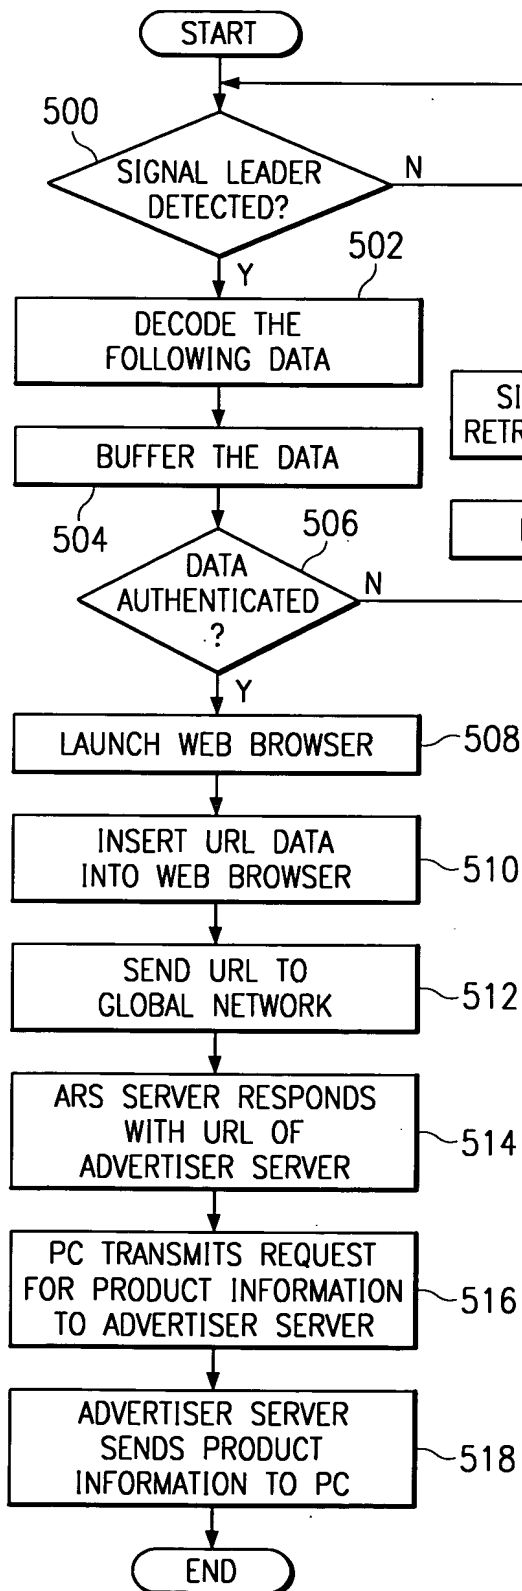 START
500
SIGNAL LEADER
DETECTED?
N
Y
502
DECODE THE
FOLLOWING DATA
SI
RETR
BUFFER THE DATA
504
506
DATA
AUTHENTICATED
?
N
Y
LAUNCH WEB BROWSER
508
INSERT URL DATA
INTO WEB BROWSER
510
SEND URL TO
GLOBAL NETWORK
512
ARS SERVER RESPONDS
WITH URL OF
ADVERTISER SERVER
514
PC TRANSMITS REQUEST
FOR PRODUCT INFORMATION
TO ADVERTISER SERVER
516
ADVERTISER SERVER
SENDS PRODUCT
INFORMATION TO PC
518
END